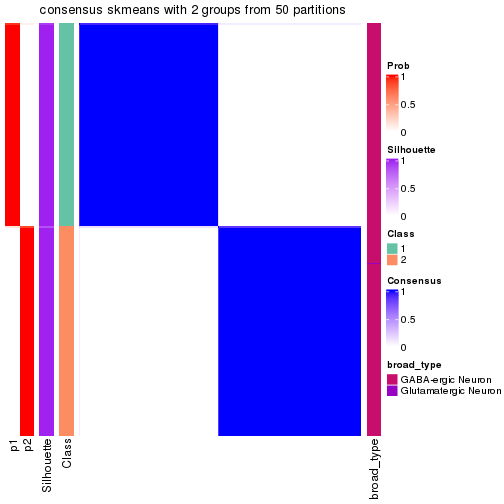 consensus skmeans with 2 groups from 50 partitions
p1
p2
Silhouette
Class
broad_type
Prob
1
0.5
0
Silhouette
1
0.5
0
Class
1
2
Consensus
1
0.5
0
broad_type
GABA-ergic Neuron
Glutamatergic Neuron